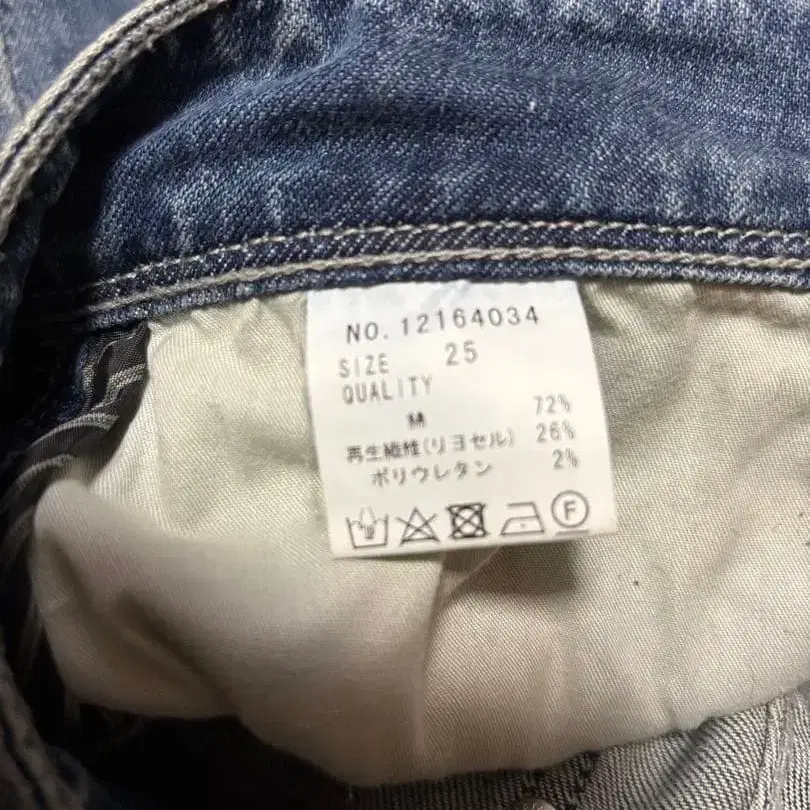 NO. 12164034
SIZE 25
QUALITY
綿 72%
再生繊維(リヨセル) 26%
ポリウレタン 2%
F